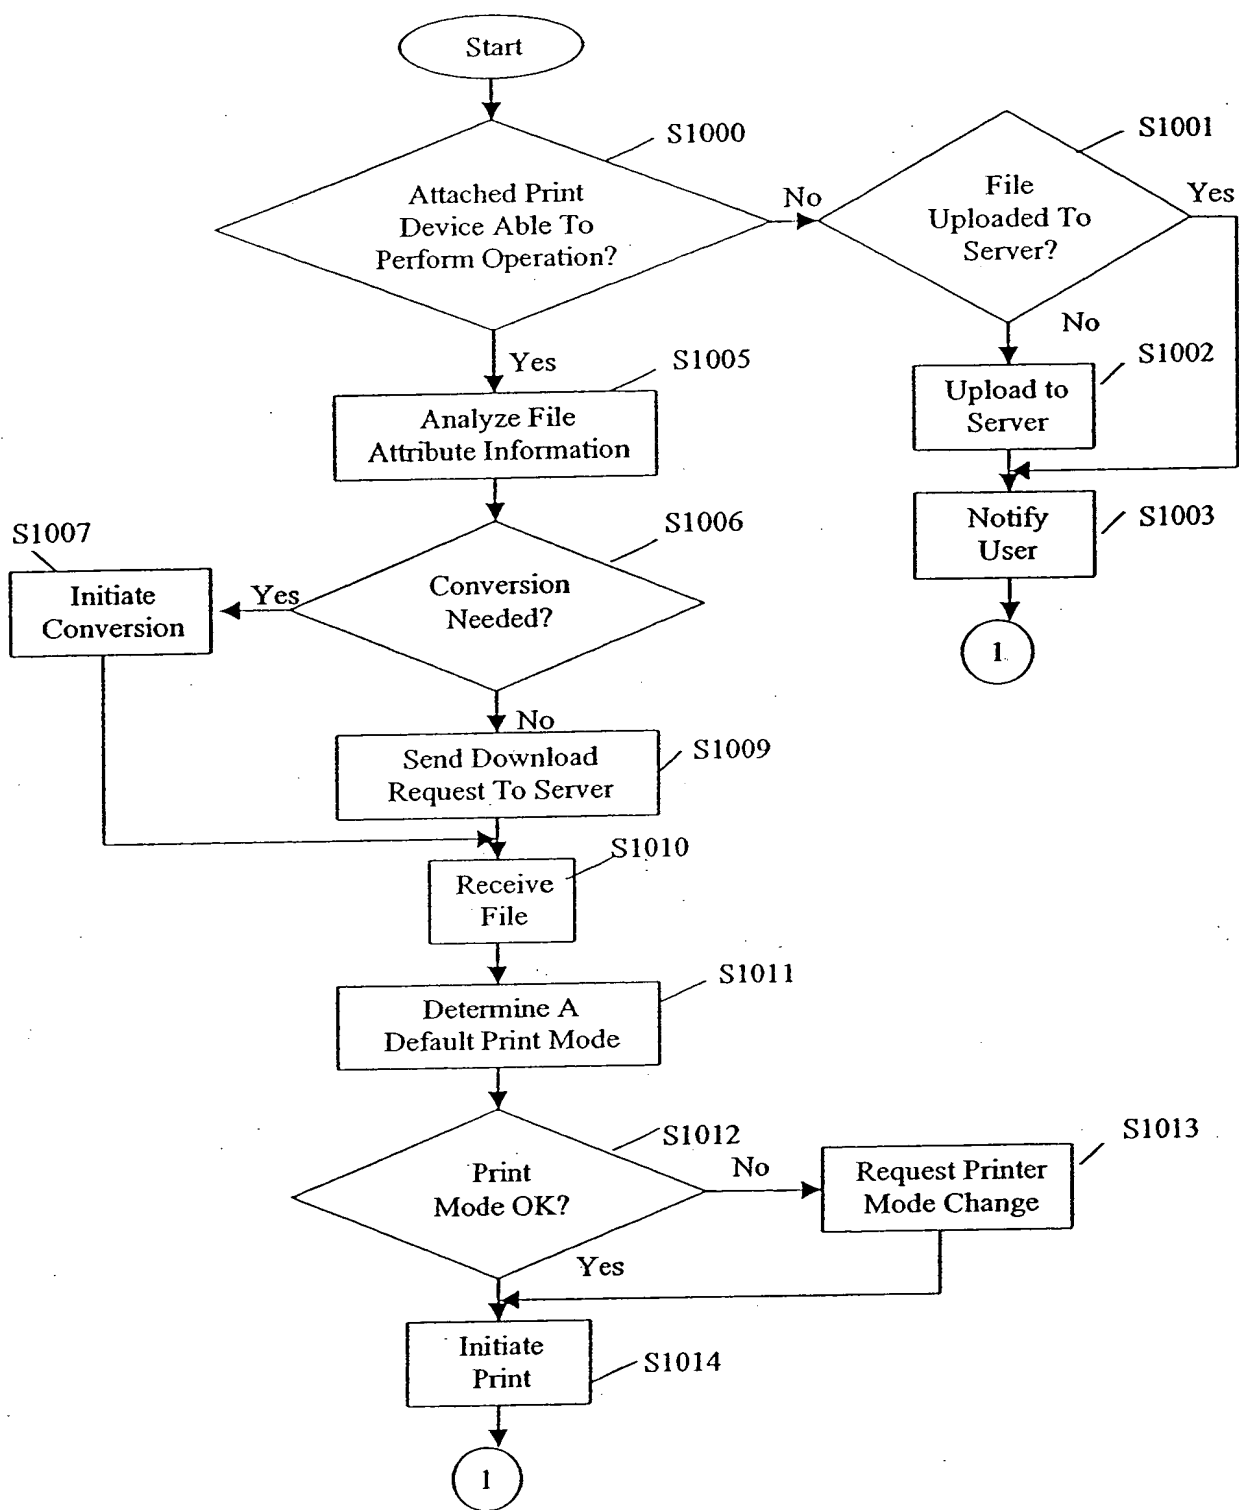 Start
S1000
Attached Print
Device Able To
Perform Operation?
No
S1001
File
Uploaded To
Server?
Yes
No
S1002
Upload to
Server
S1003
Notify
User
1
Yes
S1005
Analyze File
Attribute Information
S1006
Conversion
Needed?
Yes
S1007
Initiate
Conversion
No
S1009
Send Download
Request To Server
S1010
Receive
File
S1011
Determine A
Default Print Mode
S1012
Print
Mode OK?
No
S1013
Request Printer
Mode Change
Yes
Initiate
Print
S1014
1